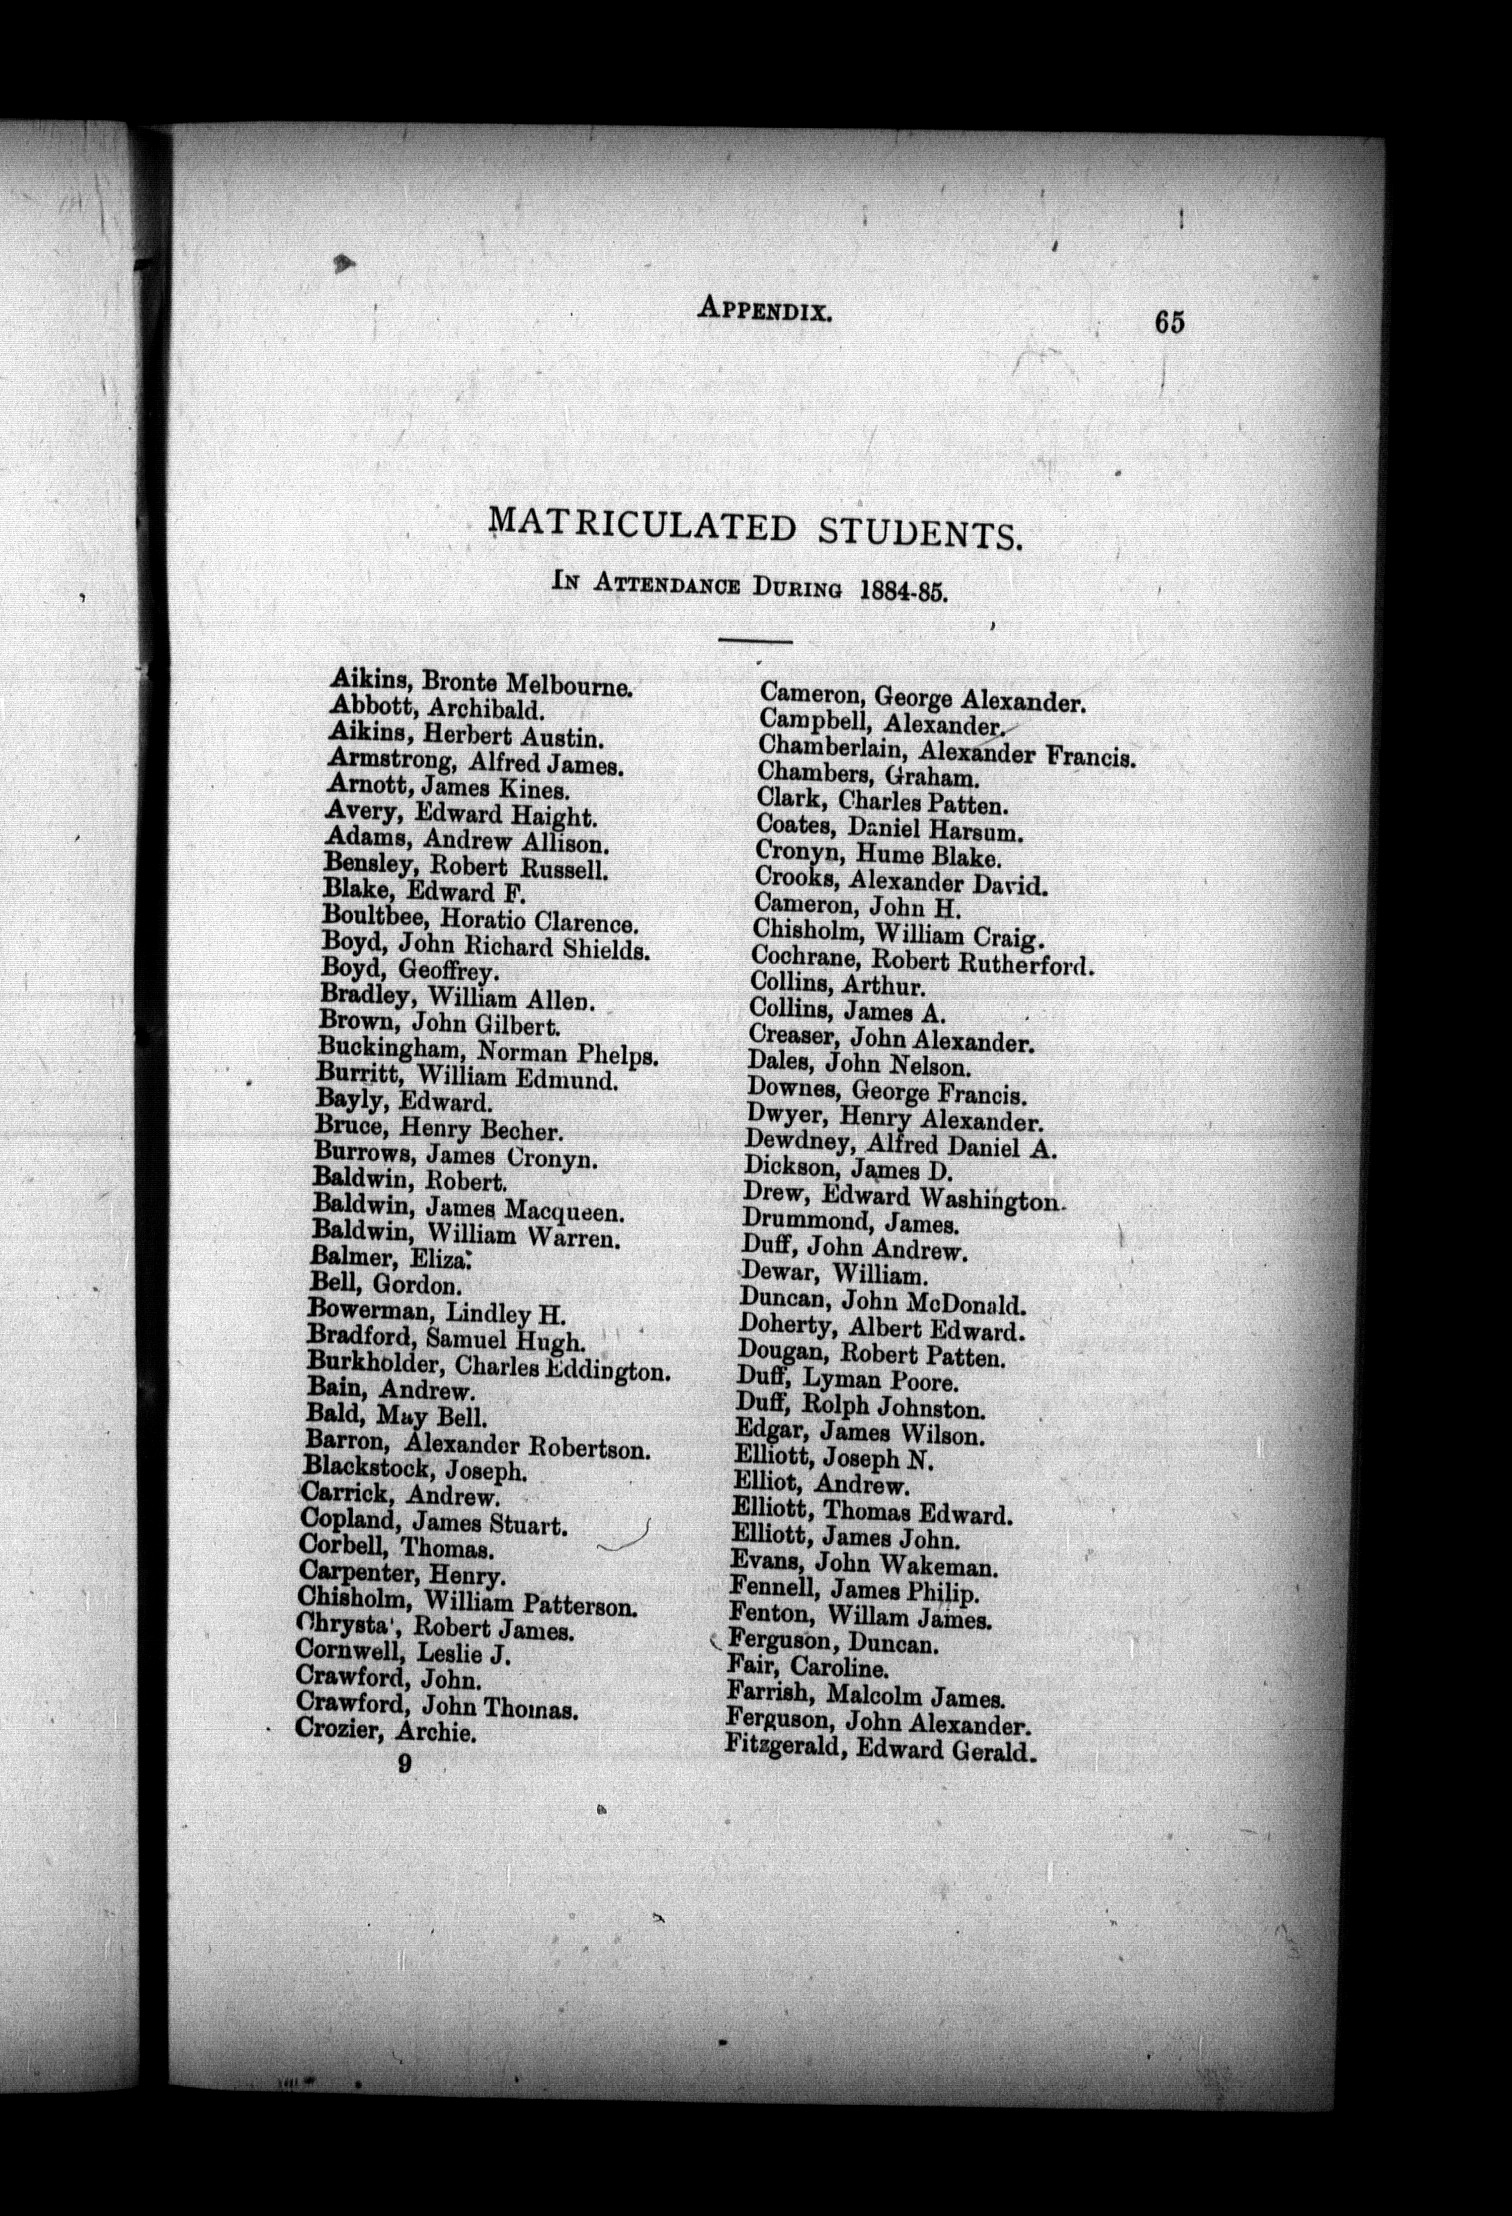 APPENDIX.
65
MATRICULATED STUDENTS.
IN ATTENDANCE DURING 1884-85.
Aikins, Bronte Melbourne.
Abbott, Archibald.
Aikins, Herbert Austin.
Armstrong, Alfred James.
Arnott, James Kines.
Avery, Edward Haight.
Adams, Andrew Allison.
Bensley, Robert Russell.
Blake, Edward F.
Boultbee, Horatio Clarence.
Boyd, John Richard Shields.
Boyd, Geoffrey.
Bradley, William Allen.
Brown, John Gilbert.
Buckingham, Norman Phelps.
Burritt, William Edmund.
Bayly, Edward.
Bruce, Henry Becher.
Burrows, James Cronyn.
Baldwin, Robert.
Baldwin, James Macqueen.
Baldwin, William Warren.
Balmer, Eliza.
Bell, Gordon.
Bowerman, Lindley H.
Bradford, Samuel Hugh.
Burkholder, Charles Eddington.
Bain, Andrew.
Bald, May Bell.
Barron, Alexander Robertson.
Blackstock, Joseph.
Carrick, Andrew.
Copland, James Stuart.
Corbell, Thomas.
Carpenter, Henry.
Chisholm, William Patterson.
Chrysta', Robert James.
Cornwell, Leslie J.
Crawford, John.
Crawford, John Thomas.
Crozier, Archie.
9
Cameron, George Alexander.
Campbell, Alexander.
Chamberlain, Alexander Francis.
Chambers, Graham.
Clark, Charles Patten.
Coates, Daniel Harsum.
Cronyn, Hume Blake.
Crooks, Alexander David.
Cameron, John H.
Chisholm, William Craig.
Cochrane, Robert Rutherford.
Collins, Arthur.
Collins, James A.
Creaser, John Alexander.
Dales, John Nelson.
Downes, George Francis.
Dwyer, Henry Alexander.
Dewdney, Alfred Daniel A.
Dickson, James D.
Drew, Edward Washington.
Drummond, James.
Duff, John Andrew.
Dewar, William.
Duncan, John McDonald.
Doherty, Albert Edward.
Dougan, Robert Patten.
Duff, Lyman Poore.
Duff, Rolph Johnston.
Edgar, James Wilson.
Elliott, Joseph N.
Elliot, Andrew.
Elliott, Thomas Edward.
Elliott, James John.
Evans, John Wakeman.
Fennell, James Philip.
Fenton, Willam James.
Ferguson, Duncan.
Fair, Caroline.
Farrish, Malcolm James.
Ferguson, John Alexander.
Fitzgerald, Edward Gerald.